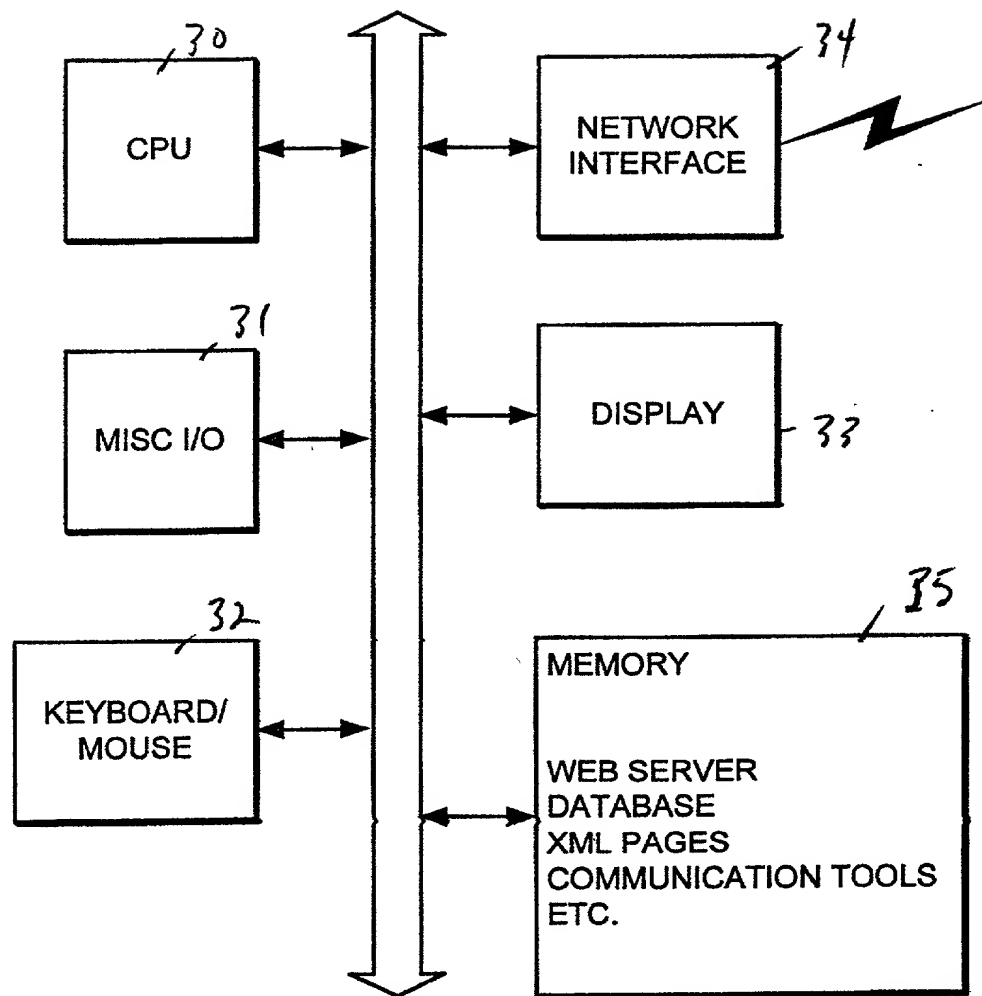 30
CPU
34
NETWORK
INTERFACE
31
MISC I/O
DISPLAY
33
32
KEYBOARD/
MOUSE
35
MEMORY
WEB SERVER
DATABASE
XML PAGES
COMMUNICATION TOOLS
ETC.